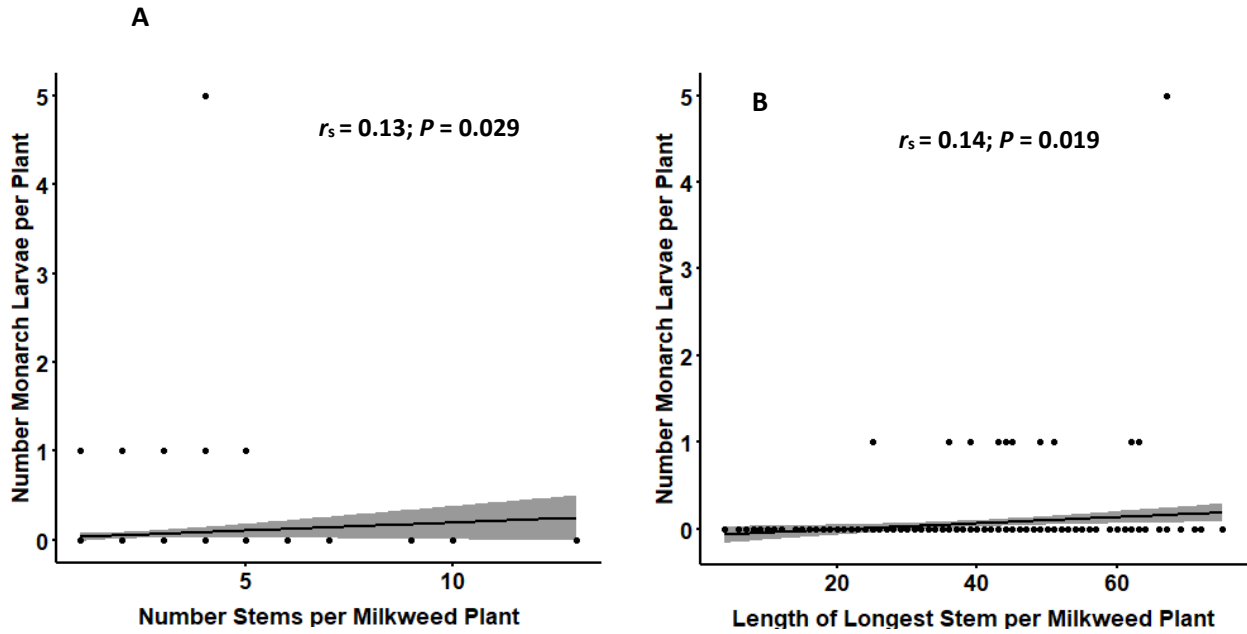 A
Number Monarch Larvae per Plant
5
4
3
2
1
0
rs = 0.13; P = 0.029
5
10
Number Stems per Milkweed Plant
B
Number Monarch Larvae per Plant
5
4
3
2
1
0
rs = 0.14; P = 0.019
20
40
60
Length of Longest Stem per Milkweed Plant